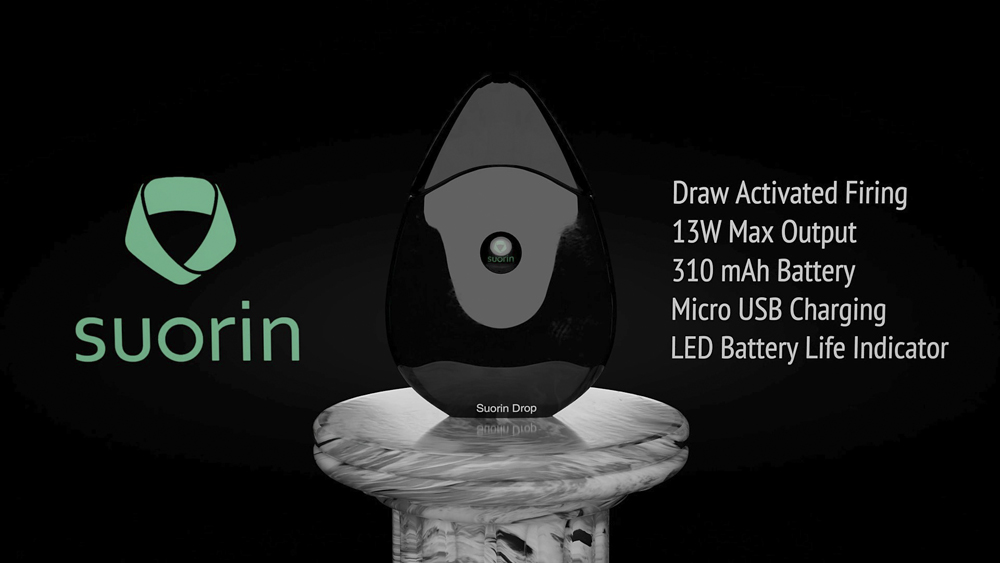 suorin
suorin
Suorin Drop
Draw Activated Firing
13W Max Output
310 mAh Battery
Micro USB Charging
LED Battery Life Indicator